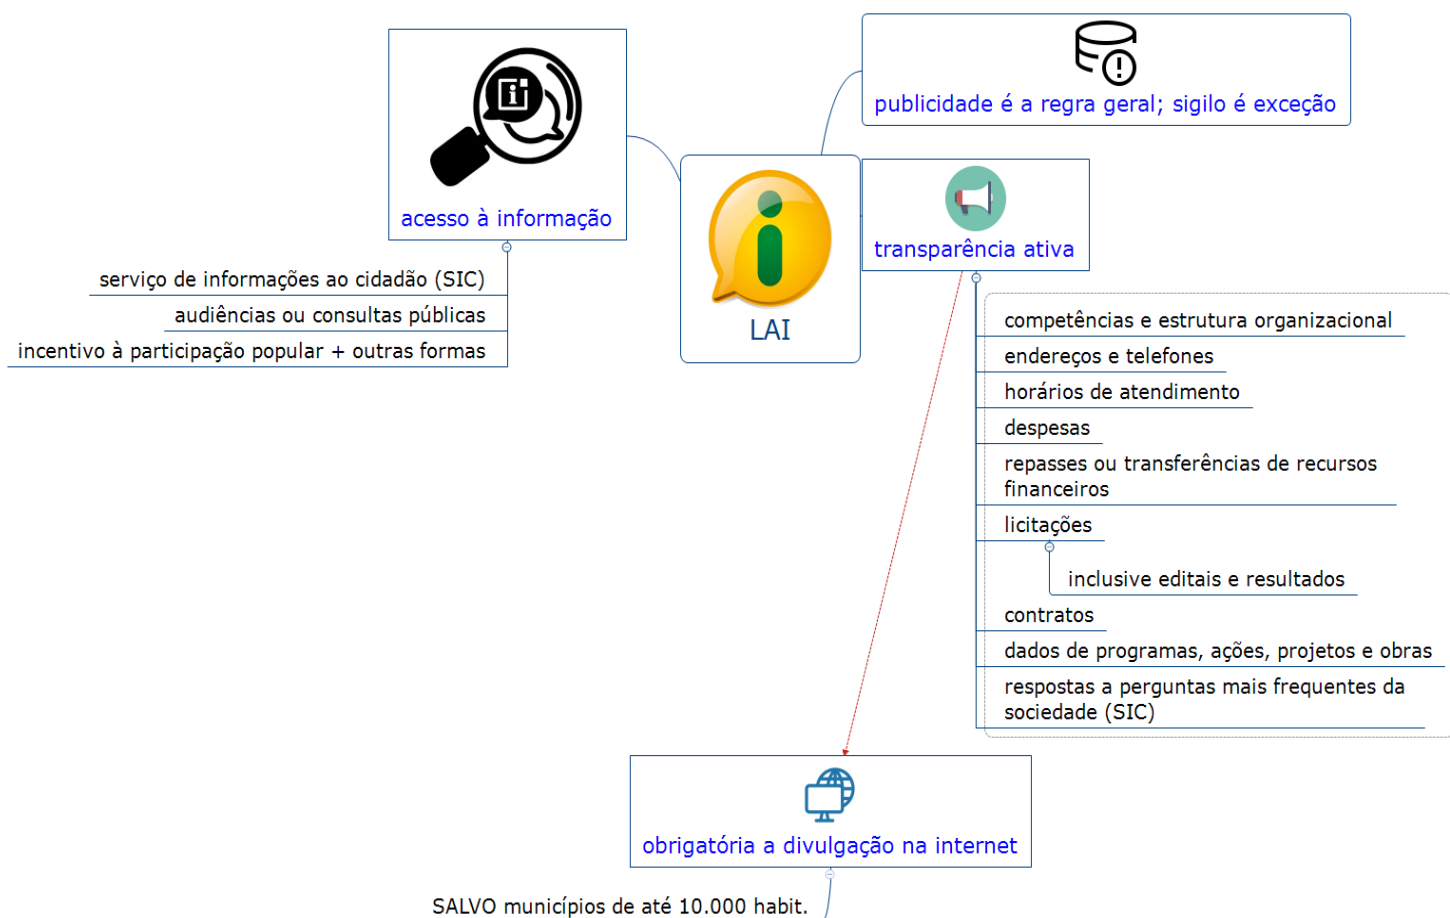 publicidade é a regra geral; sigilo é exceção
acesso à informação
serviço de informações ao cidadão (SIC)
audiências ou consultas públicas
incentivo à participação popular + outras formas
LAI
transparência ativa
competências e estrutura organizacional
endereços e telefones
horários de atendimento
despesas
repasses ou transferências de recursos
financeiros
licitações
inclusive editais e resultados
contratos
dados de programas, ações, projetos e obras
respostas a perguntas mais frequentes da
sociedade (SIC)
obrigatória a divulgação na internet
SALVO municípios de até 10.000 habit.